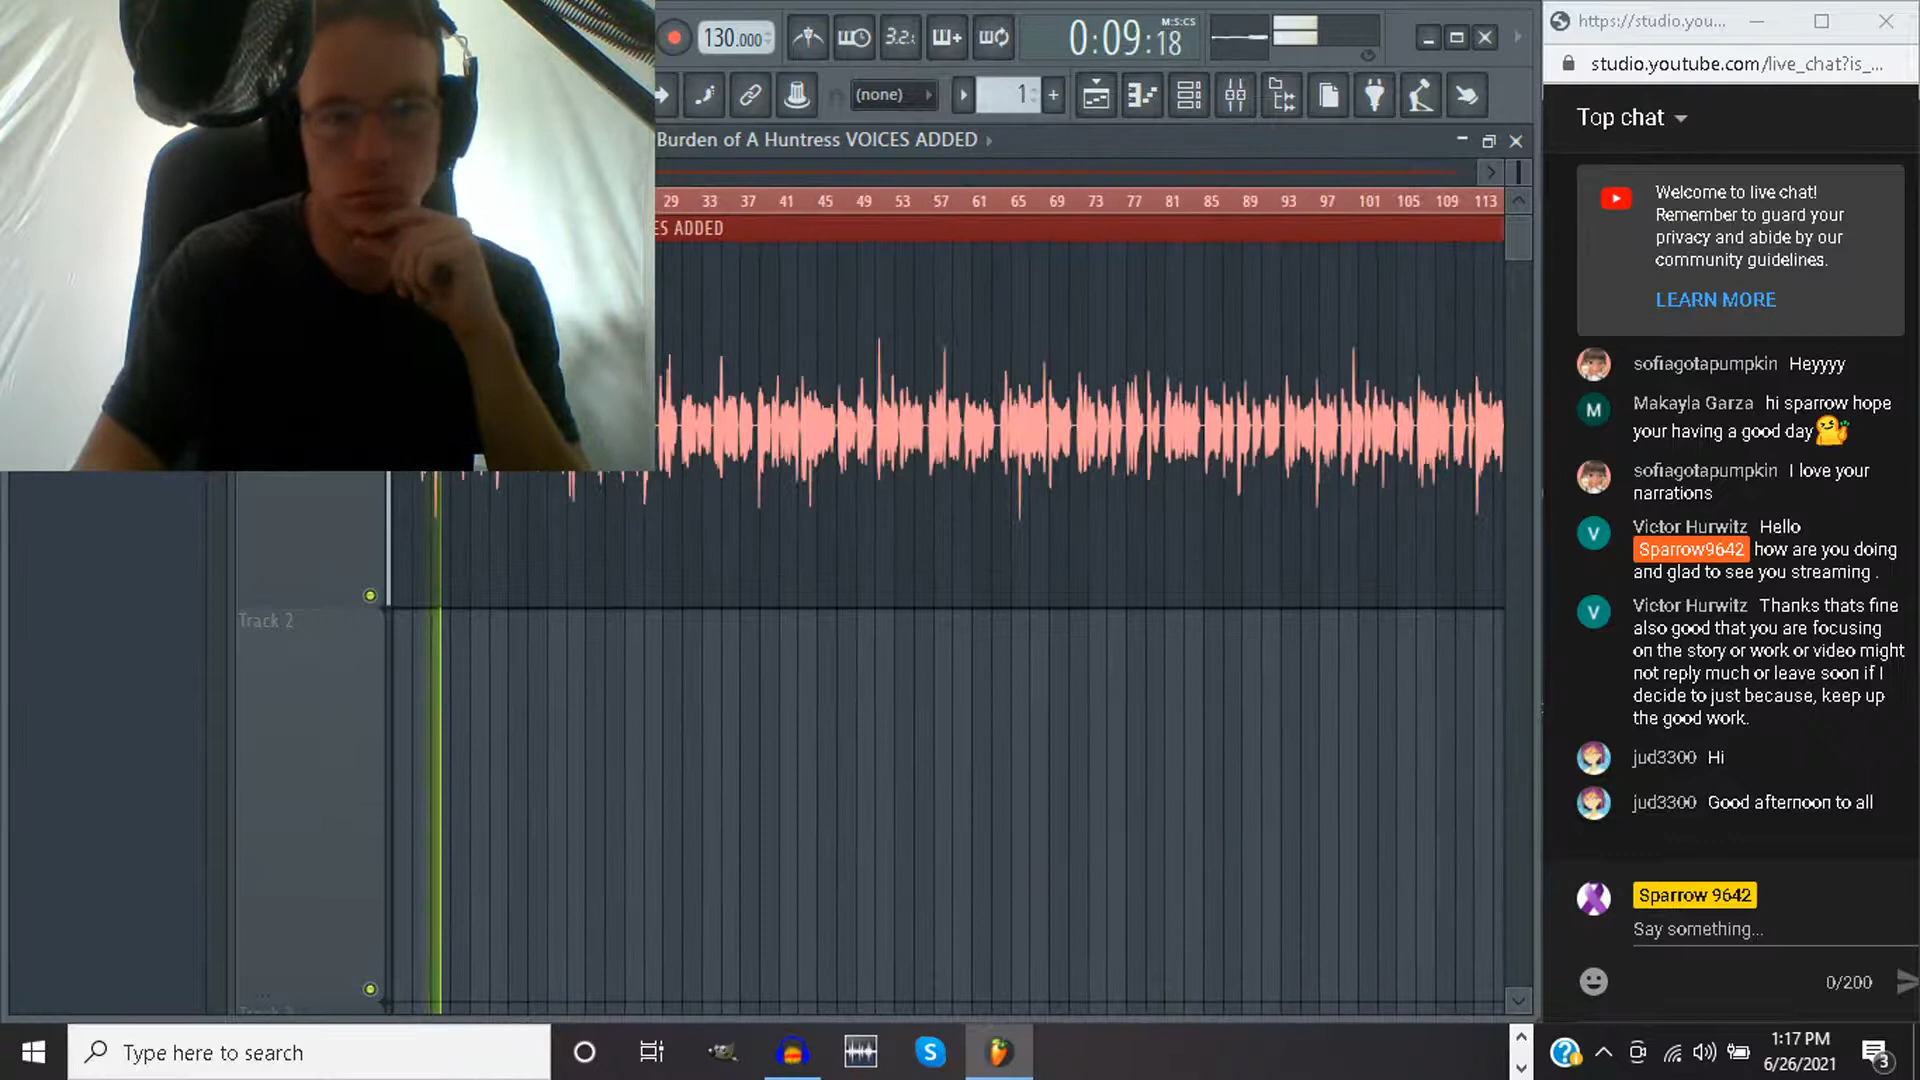 130.000
3.2:
0:09:18
M:S:CS
https://studio.you...
studio.youtube.com/live_chat?is_...
(none)
1
Burden of A Huntress VOICES ADDED
29 33 37 41 45 49 53 57 61 65 69 73 77 81 85 89 93 97 101 105 109 113
ES ADDED
Track 2
Top chat
Welcome to live chat!
Remember to guard your
privacy and abide by our
community guidelines.
LEARN MORE
sofiagotapumpkin Heyyyy
M
Makayla Garza hi sparrow hope
your having a good day
sofiagotapumpkin I love your
narrations
V
Victor Hurwitz Hello
Sparrow9642 how are you doing
and glad to see you streaming .
V
Victor Hurwitz Thanks thats fine
also good that you are focusing
on the story or work or video might
not reply much or leave soon if I
decide to just because, keep up
the good work.
jud3300 Hi
jud3300 Good afternoon to all
Sparrow 9642
Say something...
0/200
Type here to search
S
?
1:17 PM
6/26/2021
3